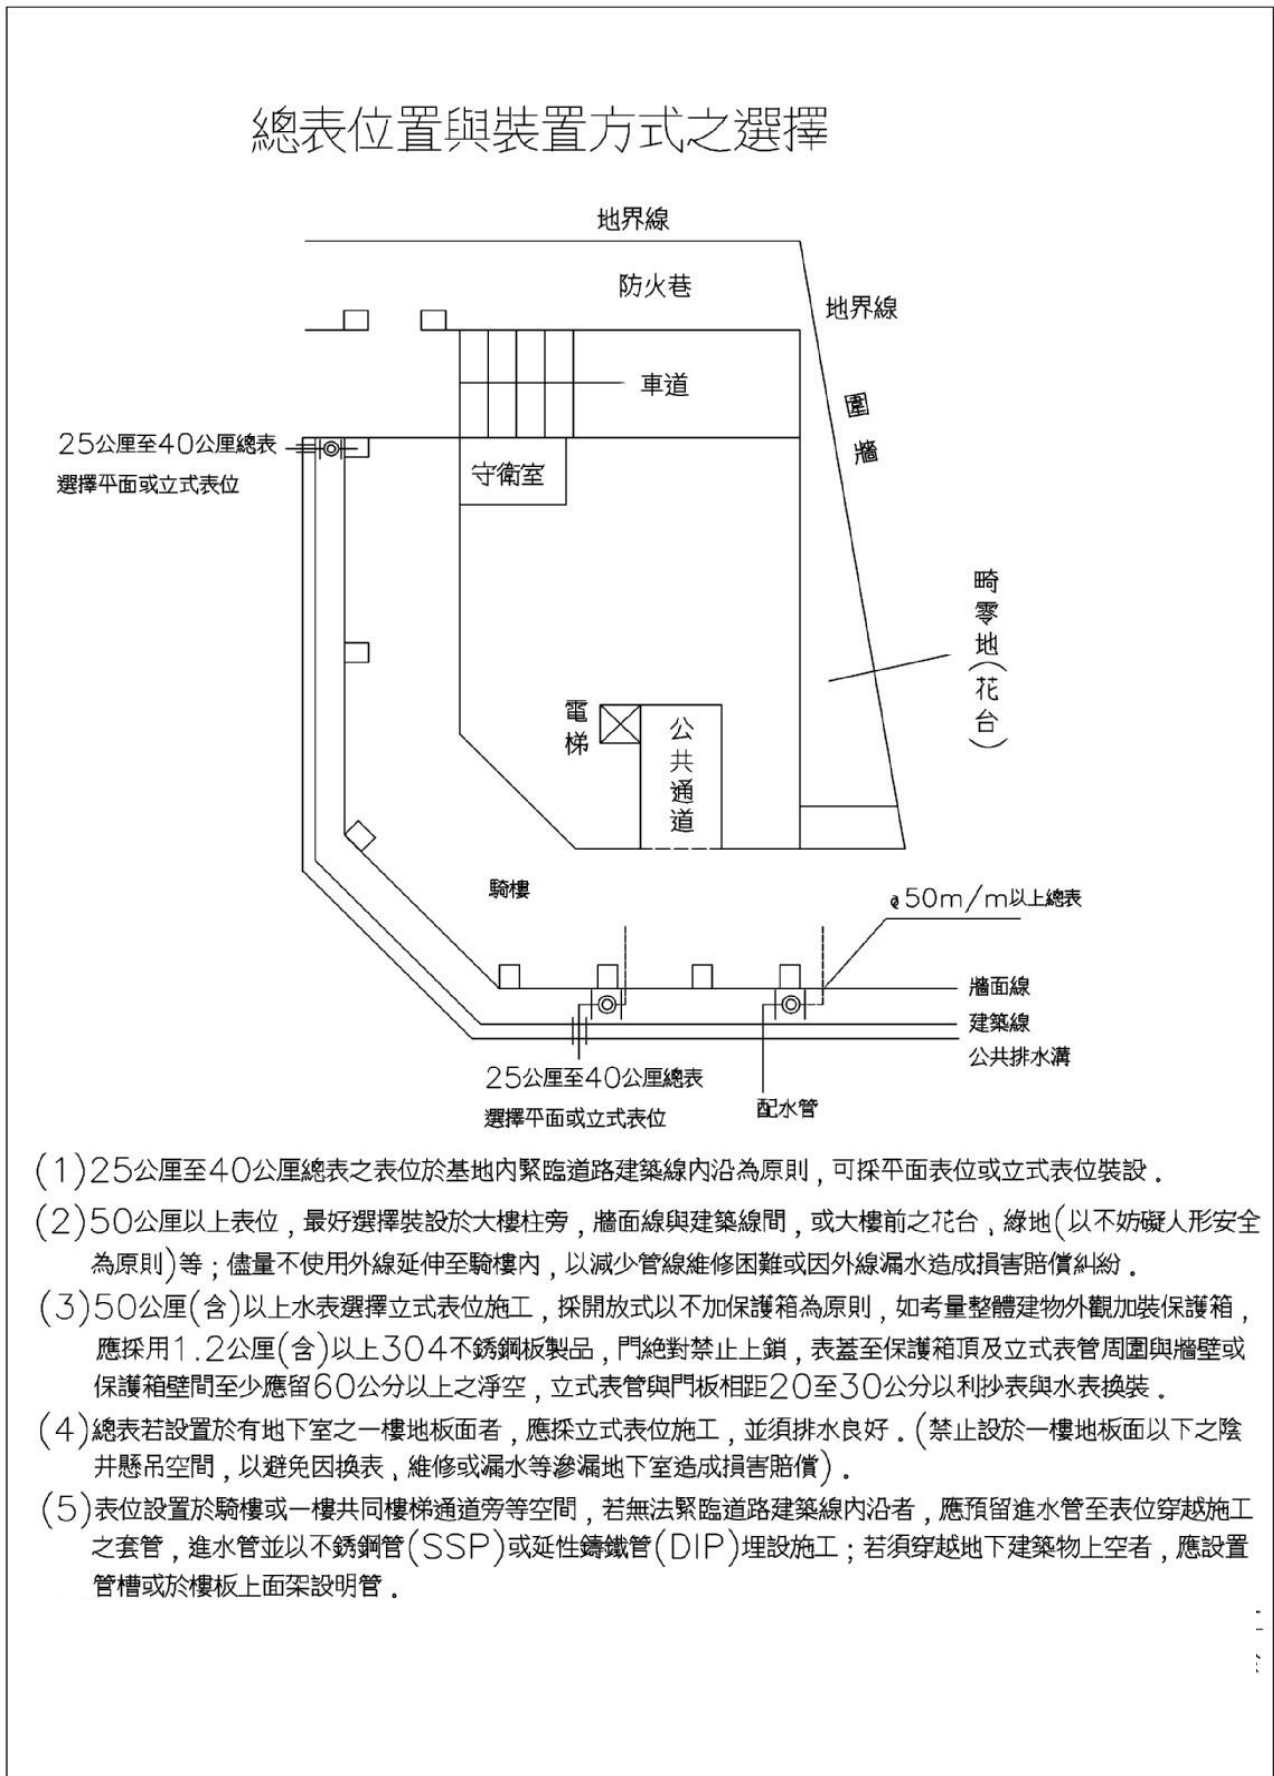 總表位置與裝置方式之選擇
地界線
防火巷
地界線
車道
圍牆
25公厘至40公厘總表
選擇平面或立式表位
守衛室
畸零地(花台)
電梯
公共通道
騎樓
50m/m以上總表
牆面線
建築線
公共排水溝
25公厘至40公厘總表
選擇平面或立式表位
配水管
(1)25公厘至40公厘總表之表位於基地內緊臨道路建築線內沿為原則，可採平面表位或立式表位裝設．
(2)50公厘以上表位，最好選擇裝設於大樓柱旁，牆面線與建築線間，或大樓前之花台、綠地(以不妨礙人形安全
為原則)等；儘量不使用外線延伸至騎樓內，以減少管線維修困難或因外線漏水造成損害賠償糾紛．
(3)50公厘(含)以上水表選擇立式表位施工，採開放式以不加保護箱為原則，如考量整體建物外觀加裝保護箱，
應採用1.2公厘(含)以上304不銹鋼板製品，門絕對禁止上鎖，表蓋至保護箱頂及立式表管周圍與牆壁或
保護箱壁間至少應留60公分以上之淨空，立式表管與門板相距20至30公分以利抄表與水表換裝．
(4)總表若設置於有地下室之一樓地板面者，應採立式表位施工，並須排水良好．(禁止設於一樓地板面以下之陰
井懸吊空間，以避免因換表、維修或漏水等滲漏地下室造成損害賠償)．
(5)表位設置於騎樓或一樓共同樓梯通道旁等空間，若無法緊臨道路建築線內沿者，應預留進水管至表位穿越施工
之套管，進水管並以不銹鋼管(SSP)或延性鑄鐵管(DIP)埋設施工；若須穿越地下建築物上空者，應設置
管槽或於樓板上面架設明管．